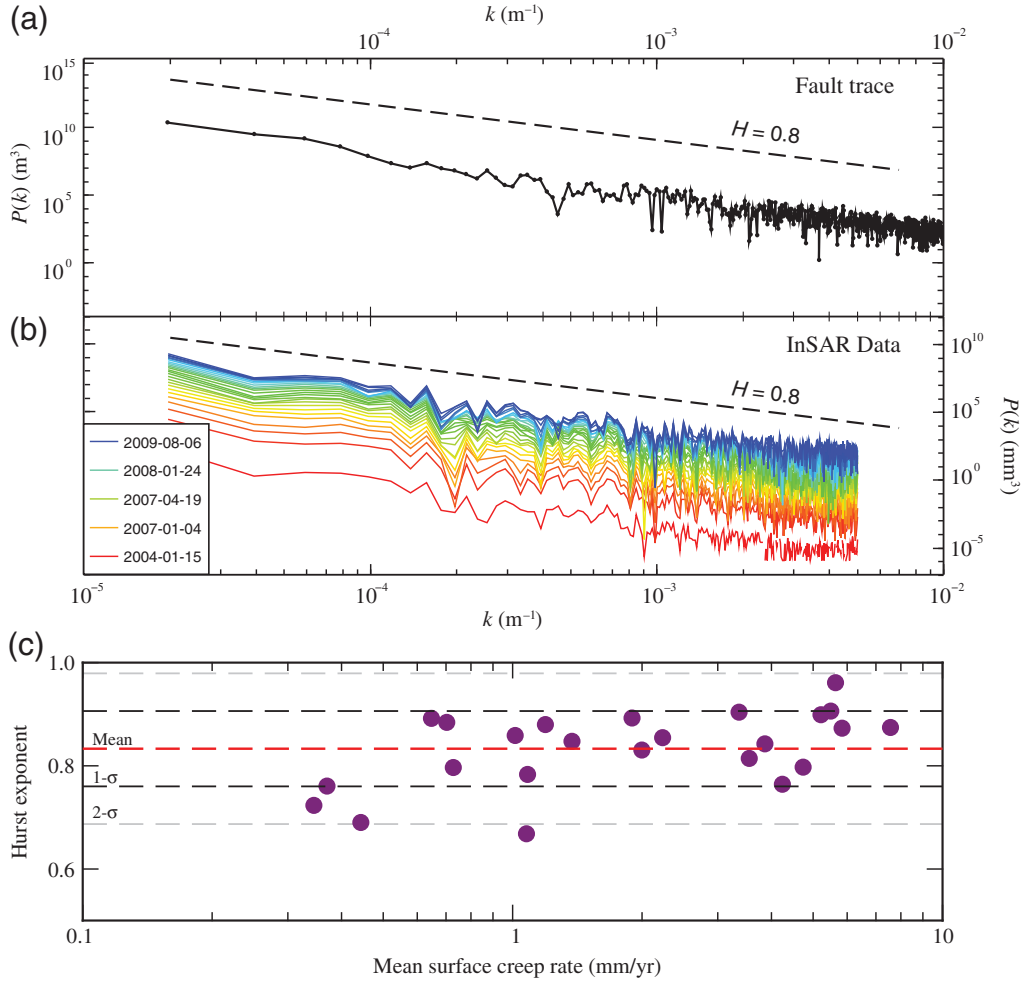 (a)
k (m⁻¹)
10⁻⁴ 10⁻³ 10⁻²
10¹⁵
10¹⁰
10⁵
10⁰
P(k) (m³)
Fault trace
H = 0.8
(b)
InSAR Data
H = 0.8
10¹⁰
10⁵
10⁰
10⁻⁵
P(k) (mm³)
2009-08-06
2008-01-24
2007-04-19
2007-01-04
2004-01-15
10⁻⁵ 10⁻⁴ 10⁻³ 10⁻²
k (m⁻¹)
(c)
1.0
0.8
0.6
Hurst exponent
Mean
1-σ
2-σ
0.1 1 10
Mean surface creep rate (mm/yr)